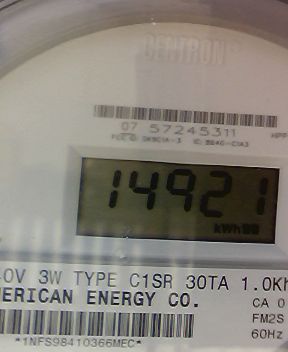 CENTRON
07 57245311
14921
kWh
0V 3W TYPE C1SR 30TA 1.0Kh
ERICAN ENERGY CO.
CA 0
FM2S
60Hz
*1NFS98410366MEC*